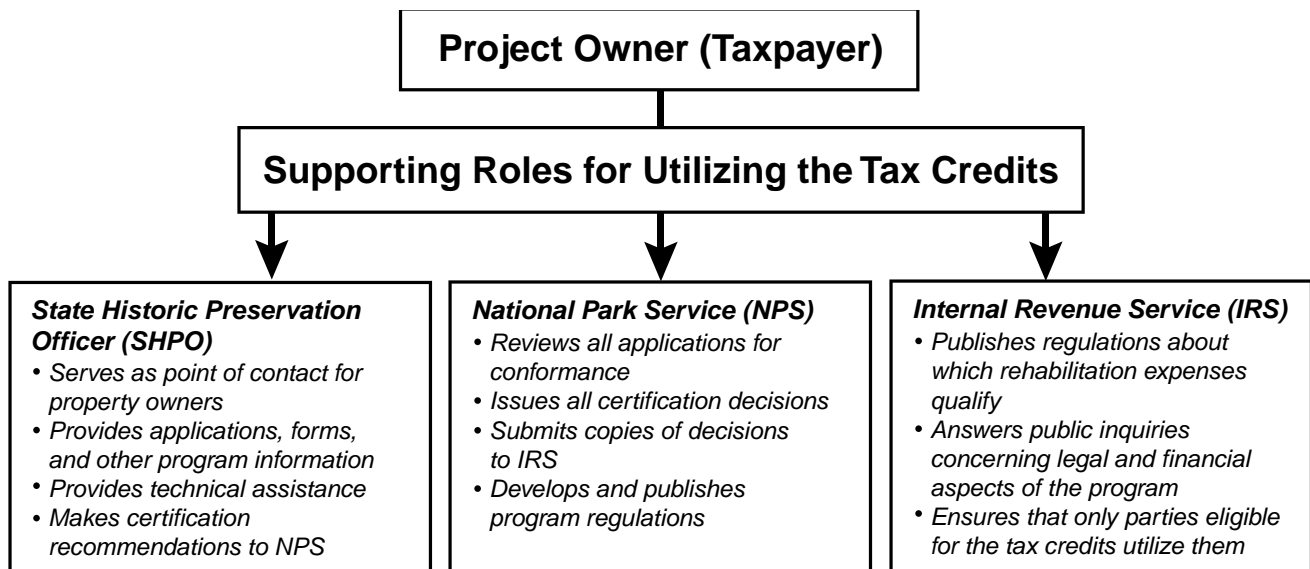 Project Owner (Taxpayer)
Supporting Roles for Utilizing the Tax Credits
State Historic Preservation
Officer (SHPO)
• Serves as point of contact for
property owners
• Provides applications, forms,
and other program information
• Provides technical assistance
• Makes certification
recommendations to NPS
National Park Service (NPS)
• Reviews all applications for
conformance
• Issues all certification decisions
• Submits copies of decisions
to IRS
• Develops and publishes
program regulations
Internal Revenue Service (IRS)
• Publishes regulations about
which rehabilitation expenses
qualify
• Answers public inquiries
concerning legal and financial
aspects of the program
• Ensures that only parties eligible
for the tax credits utilize them